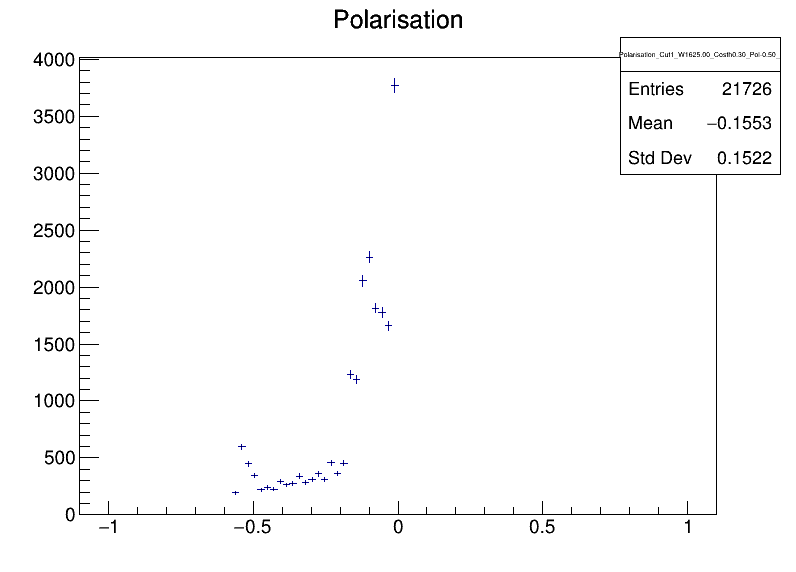 Polarisation
Polarisation_Cut1_W1625.00_Costh0.30_Pol-0.50_
Entries 21726
Mean −0.1553
Std Dev 0.1522
4000
3500
3000
2500
2000
1500
1000
500
0
−1 −0.5 0 0.5 1